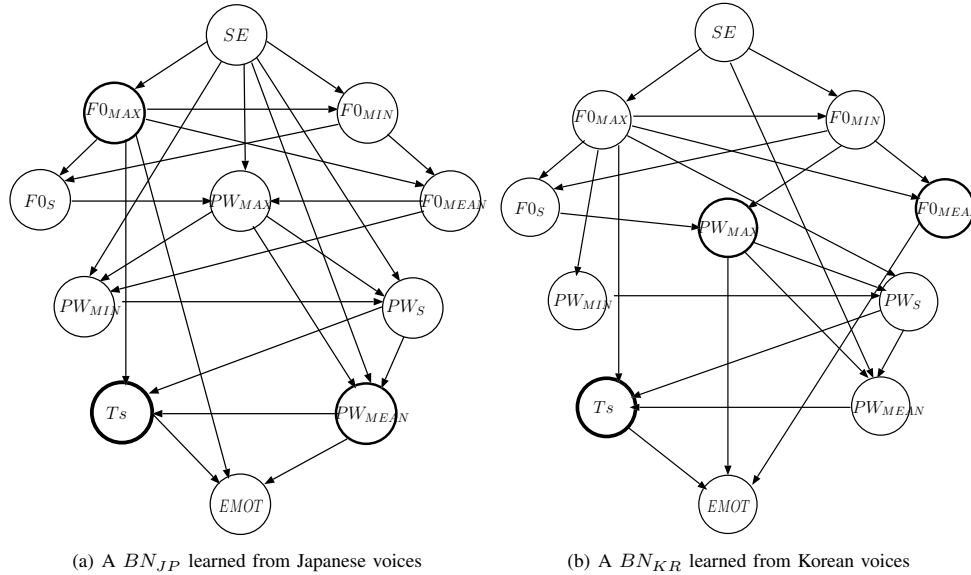 SE
F0MAX
F0MIN
F0S
PWMAX
F0MEAN
PWMIN
PWS
Ts
PWMEAN
EMOT
(a) A BNJP learned from Japanese voices
SE
F0MAX
F0MIN
F0S
PWMAX
F0MEAN
PWMIN
PWS
Ts
PWMEAN
EMOT
(b) A BNKR learned from Korean voices